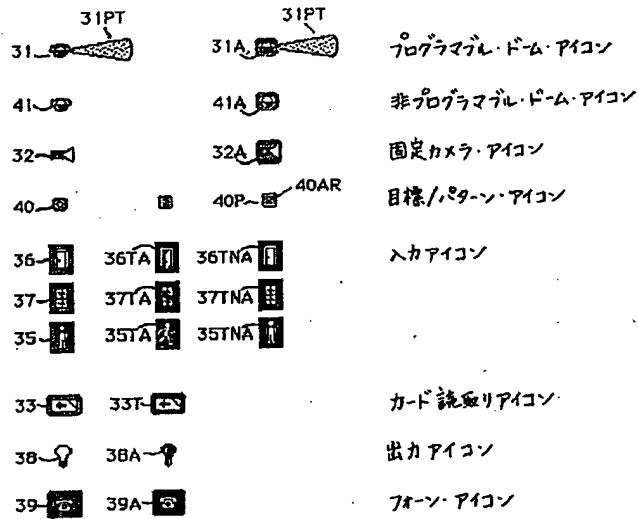 31PT 31PT
31 31A プログラマブル・ドーム・アイコン
41 41A 非プログラマブル・ドーム・アイコン
32 32A 固定カメラ・アイコン
40 40P 40AR 目標/パターン・アイコン
36 36TA 36TNA 入力アイコン
37 37TA 37TNA
35 35TA 35TNA
33 33T カード読取りアイコン
38 38A 出力アイコン
39 39A フォーン・アイコン